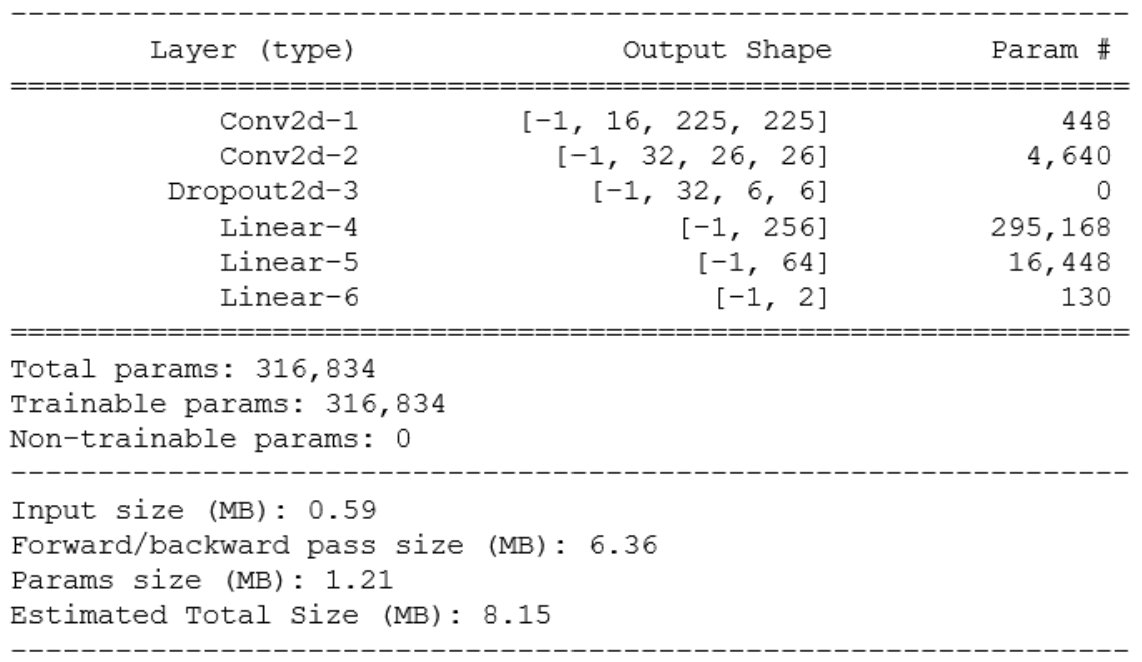 ----------------------------------------------------------------
Layer (type) Output Shape Param #
================================================================
Conv2d-1 [-1, 16, 225, 225] 448
Conv2d-2 [-1, 32, 26, 26] 4,640
Dropout2d-3 [-1, 32, 6, 6] 0
Linear-4 [-1, 256] 295,168
Linear-5 [-1, 64] 16,448
Linear-6 [-1, 2] 130
================================================================
Total params: 316,834
Trainable params: 316,834
Non-trainable params: 0
----------------------------------------------------------------
Input size (MB): 0.59
Forward/backward pass size (MB): 6.36
Params size (MB): 1.21
Estimated Total Size (MB): 8.15
----------------------------------------------------------------